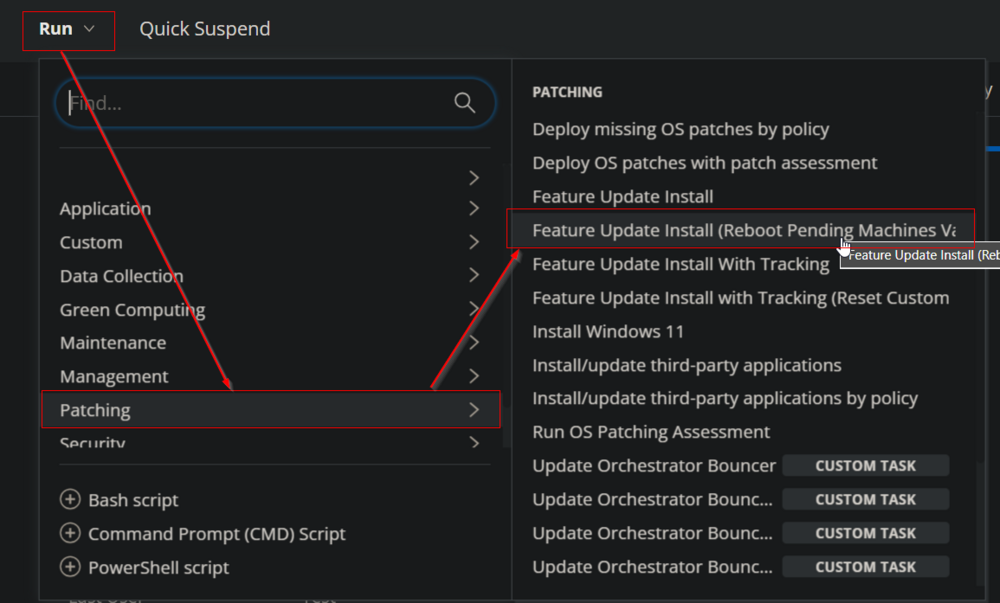 Run
Quick Suspend
Find...
Application
Custom
Data Collection
Green Computing
Maintenance
Management
Patching
Security
Bash script
Command Prompt (CMD) Script
PowerShell script
PATCHING
Deploy missing OS patches by policy
Deploy OS patches with patch assessment
Feature Update Install
Feature Update Install (Reboot Pending Machines Va
Feature Update Install (Reb
Feature Update Install With Tracking
Feature Update Install with Tracking (Reset Custom
Install Windows 11
Install/update third-party applications
Install/update third-party applications by policy
Run OS Patching Assessment
Update Orchestrator Bouncer CUSTOM TASK
Update Orchestrator Bounc... CUSTOM TASK
Update Orchestrator Bounc... CUSTOM TASK
Update Orchestrator Bounc... CUSTOM TASK